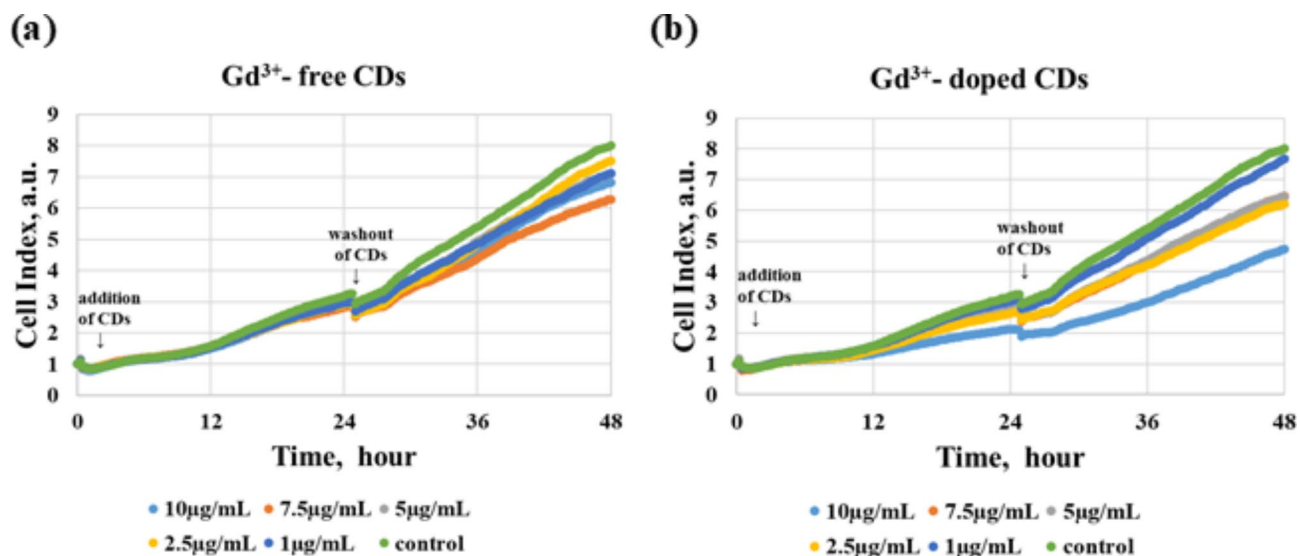 (a)
Gd³⁺- free CDs
9
8
7
6
5
4
3
2
1
0
Cell Index, a.u.
addition
of CDs
↓
washout
of CDs
↓
0 12 24 36 48
Time, hour
10µg/mL 7.5µg/mL 5µg/mL
2.5µg/mL 1µg/mL control
(b)
Gd³⁺- doped CDs
9
8
7
6
5
4
3
2
1
0
Cell Index, a.u.
addition
of CDs
↓
washout
of CDs
↓
0 12 24 36 48
Time, hour
10µg/mL 7.5µg/mL 5µg/mL
2.5µg/mL 1µg/mL control